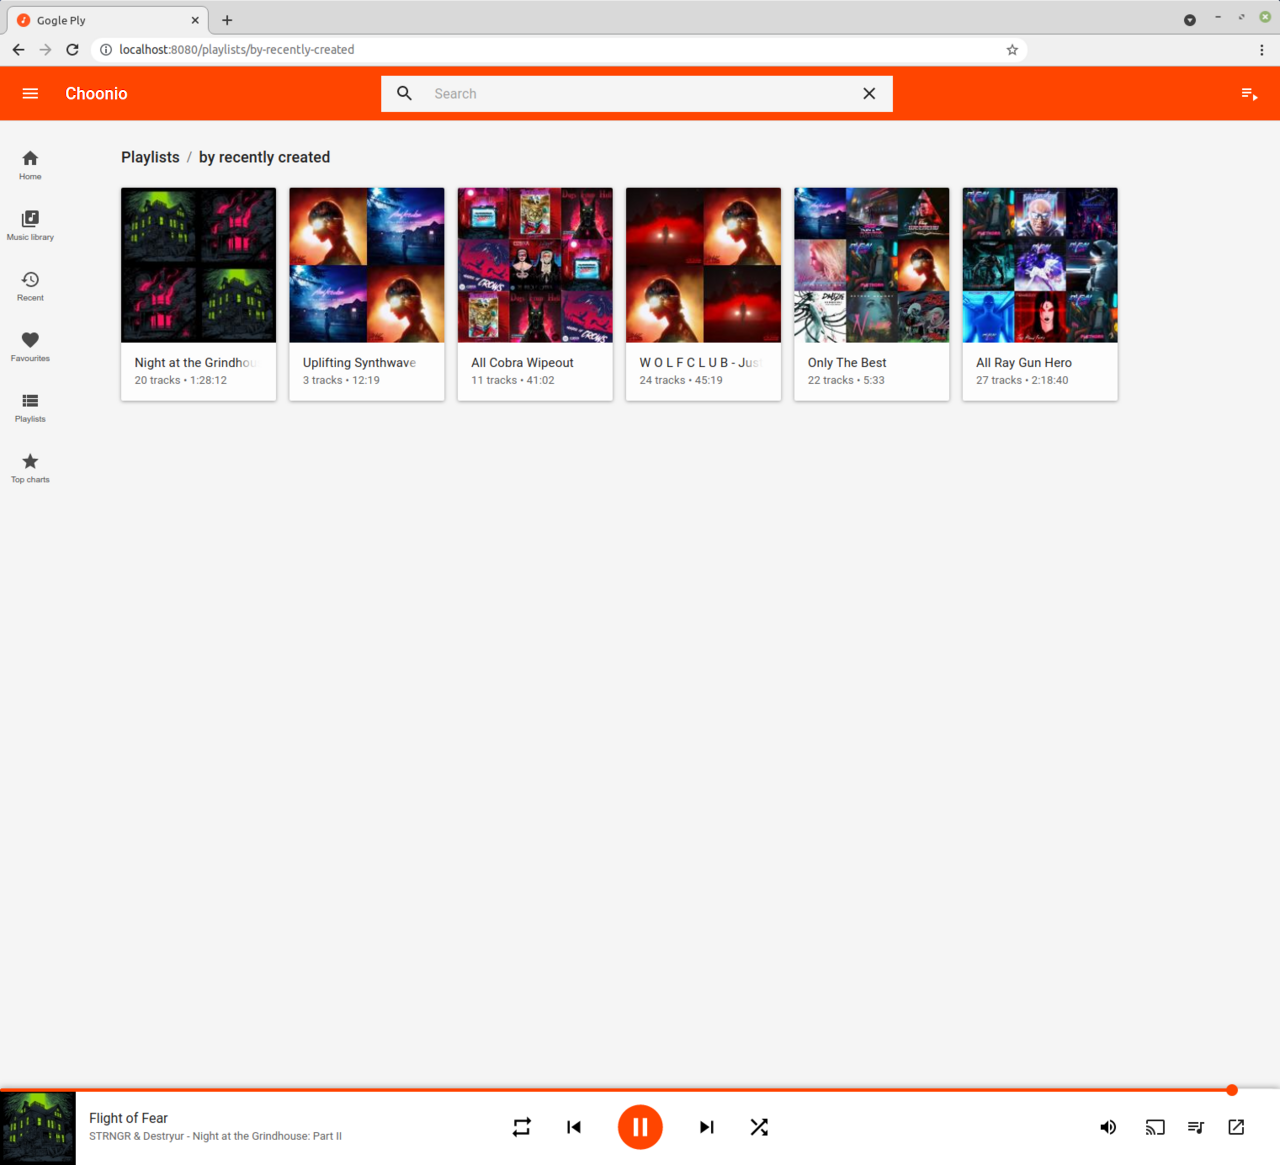 Gogle Ply
localhost:8080/playlists/by-recently-created
Choonio
Search
Home
Music library
Recent
Favourites
Playlists
Top charts
Playlists / by recently created
Night at the Grindhou
20 tracks • 1:28:12
Uplifting Synthwave
3 tracks • 12:19
All Cobra Wipeout
11 tracks • 41:02
W O L F C L U B - Jus
24 tracks • 45:19
Only The Best
22 tracks • 5:33
All Ray Gun Hero
27 tracks • 2:18:40
Flight of Fear
STRNGR & Destryur - Night at the Grindhouse: Part II